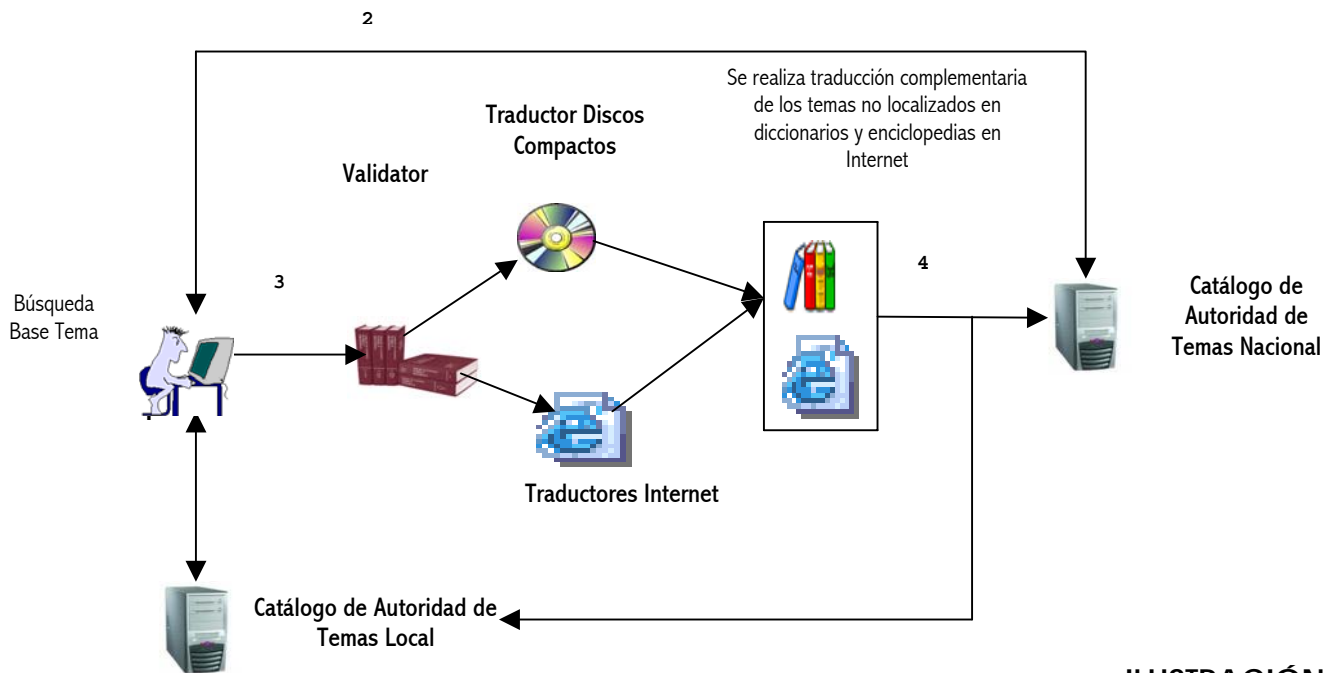 2
Se realiza traducción complementaria
de los temas no localizados en
diccionarios y enciclopedias en
Internet
Traductor Discos
Compactos
Validator
3
4
Búsqueda
Base Tema
Catálogo de
Autoridad de
Temas Nacional
Traductores Internet
Catálogo de Autoridad de
Temas Local
ILUSTRACIÓN